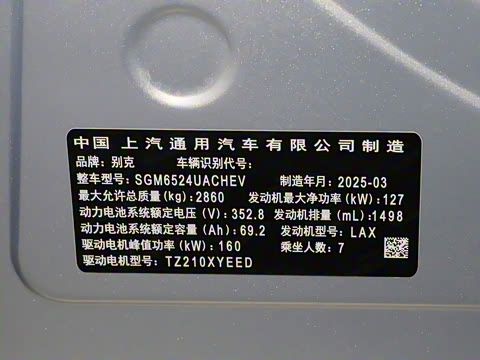 中国 上汽通用汽车有限公司制造
品牌：别克 车辆识别代号：
整车型号：SGM6524UACHEV 制造年月：2025-03
最大允许总质量（kg）：2860 发动机最大净功率（kW）：127
动力电池系统额定电压（V）：352.8 发动机排量（mL）：1498
动力电池系统额定容量（Ah）：69.2 发动机型号：LAX
驱动电机峰值功率（kW）：160 乘坐人数：7
驱动电机型号：TZ210XYEED